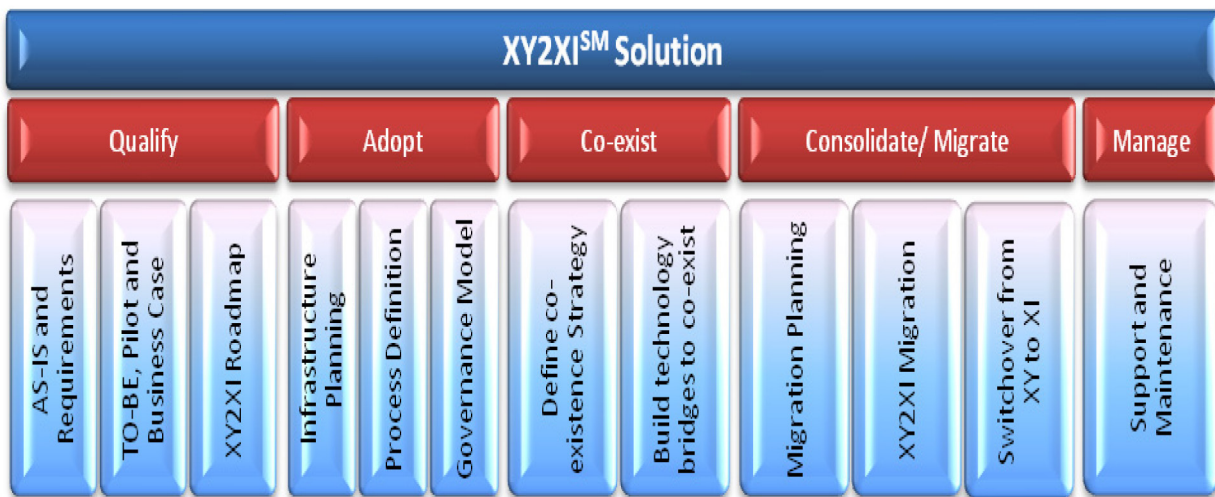 XY2XI℠ Solution
Qualify
Adopt
Co-exist
Consolidate/ Migrate
Manage
AS-IS and
Requirements
TO-BE, Pilot and
Business Case
XY2XI Roadmap
Infrastructure
Planning
Process Definition
Governance Model
Define co-
existence Strategy
Build technology
bridges to co-exist
Migration Planning
XY2XI Migration
Switchover from
XY to XI
Support and
Maintenance